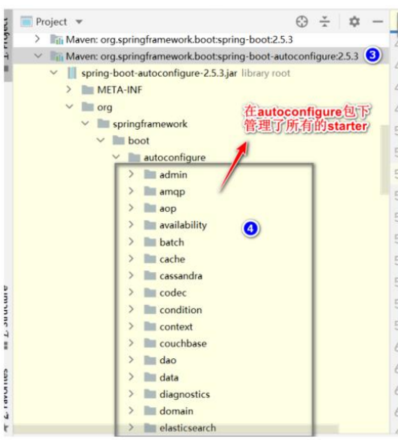 Project
Maven: org.springframework.boot:spring-boot:2.5.3
Maven: org.springframework.boot:spring-boot-autoconfigure:2.5.3 3
spring-boot-autoconfigure-2.5.3.jar library root
META-INF
org
在autoconfigure包下
管理了所有的starter
springframework
boot
autoconfigure
admin
amqp
aop
availability
4
batch
cache
cassandra
codec
condition
context
couchbase
dao
data
diagnostics
domain
elasticsearch
Project
Structure
Favorites